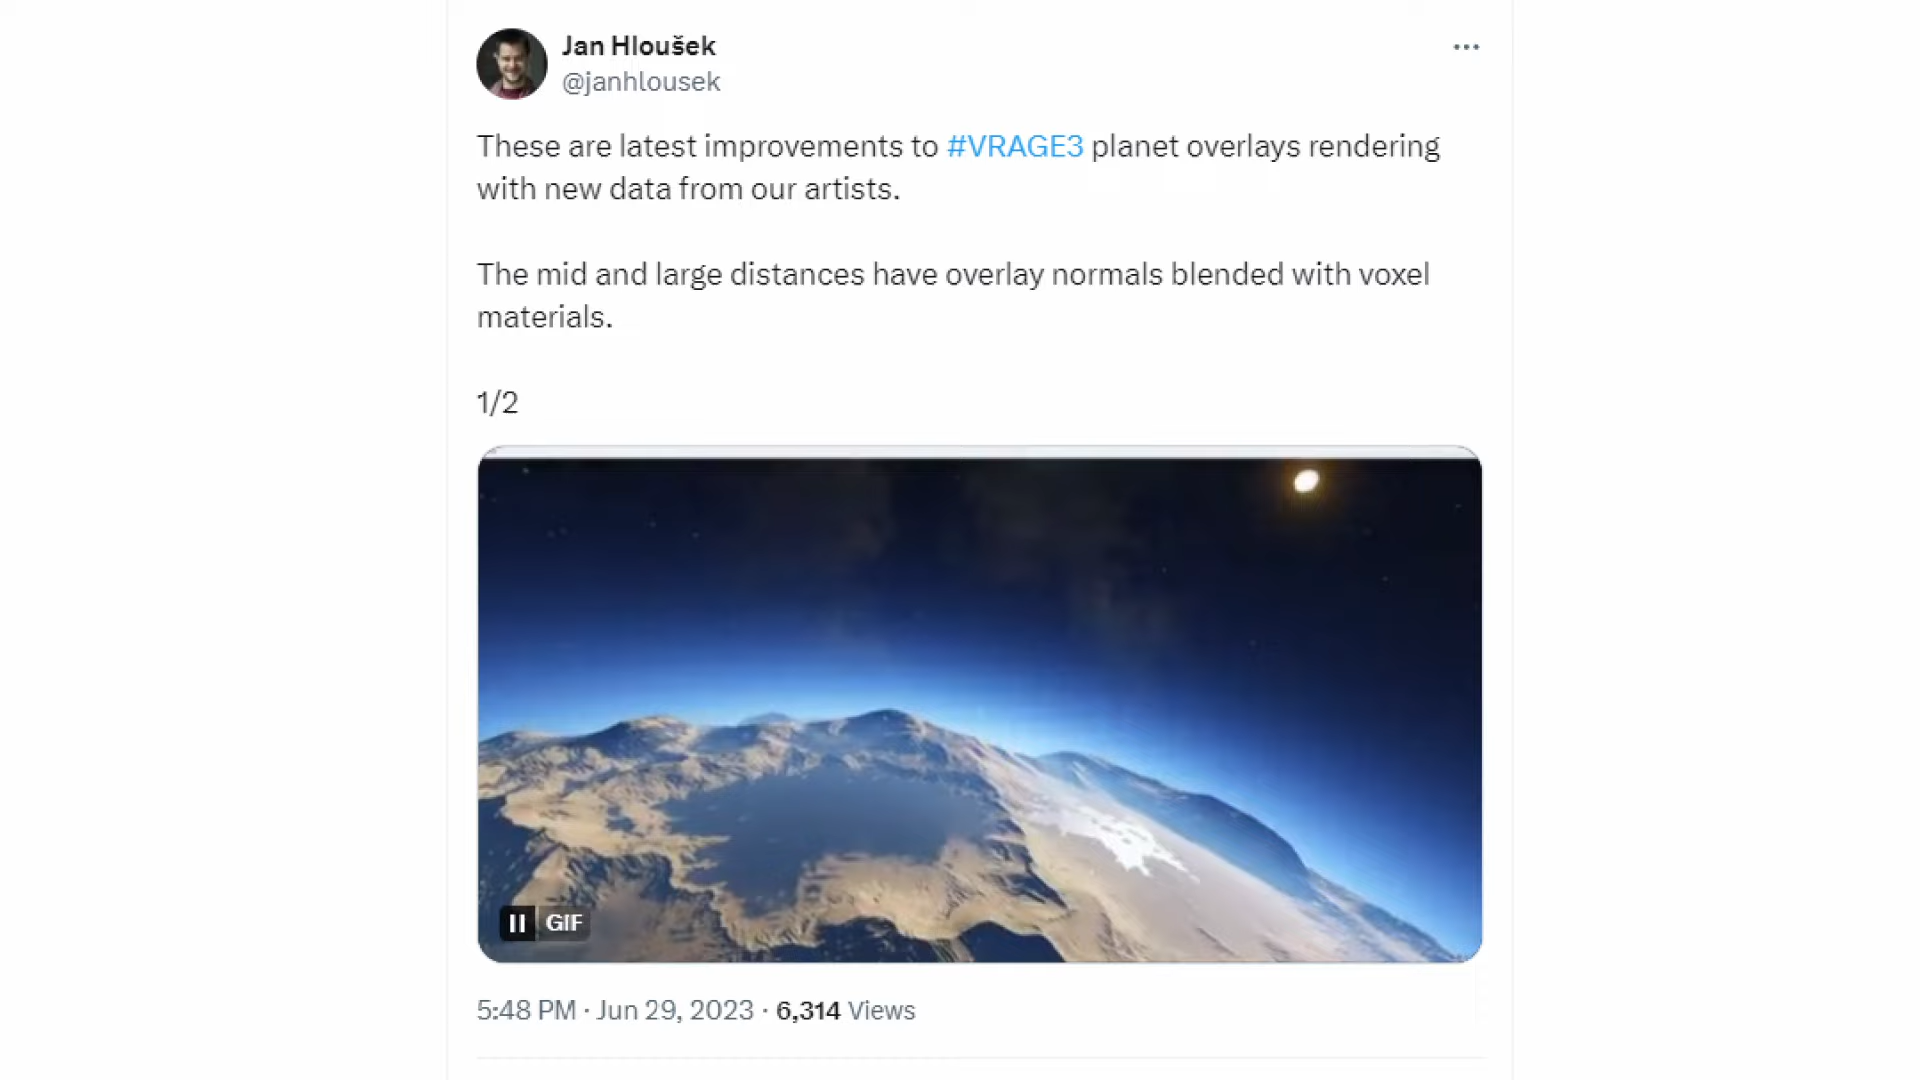 Jan Hloušek
@janhlousek
These are latest improvements to #VRAGE3 planet overlays rendering
with new data from our artists.
The mid and large distances have overlay normals blended with voxel
materials.
1/2
GIF
5:48 PM · Jun 29, 2023 · 6,314 Views